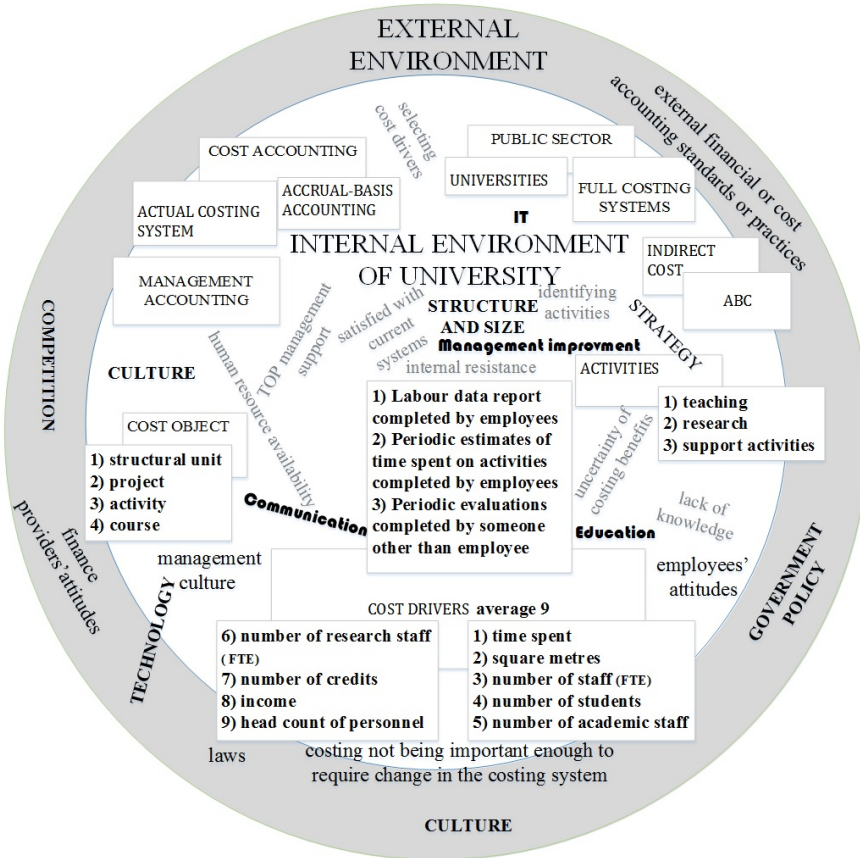 EXTERNAL
ENVIRONMENT
external financial or cost
accounting standards or practices
selecting
cost drivers
COST ACCOUNTING
ACCRUAL-BASIS
ACCOUNTING
ACTUAL COSTING
SYSTEM
MANAGEMENT
ACCOUNTING
PUBLIC SECTOR
UNIVERSITIES
FULL COSTING
SYSTEMS
IT
INTERNAL ENVIRONMENT
OF UNIVERSITY
INDIRECT
COST
ABC
STRUCTURE
AND SIZE
identifying
activities
STRATEGY
Management improvment
TOP management
support
satisfied with
current
systems
internal resistance
human resource availability
COMPETITION
CULTURE
ACTIVITIES
1) teaching
2) research
3) support activities
1) Labour data report
completed by employees
2) Periodic estimates of
time spent on activities
completed by employees
3) Periodic evaluations
completed by someone
other than employee
uncertainty of
costing benefits
COST OBJECT
1) structural unit
2) project
3) activity
4) course
Communication
Education
lack of
knowledge
finance
providers' attitudes
management
culture
employees'
attitudes
TECHNOLOGY
GOVERNMENT
POLICY
COST DRIVERS average 9
6) number of research staff
(FTE)
7) number of credits
8) income
9) head count of personnel
1) time spent
2) square metres
3) number of staff (FTE)
4) number of students
5) number of academic staff
laws
costing not being important enough to
require change in the costing system
CULTURE